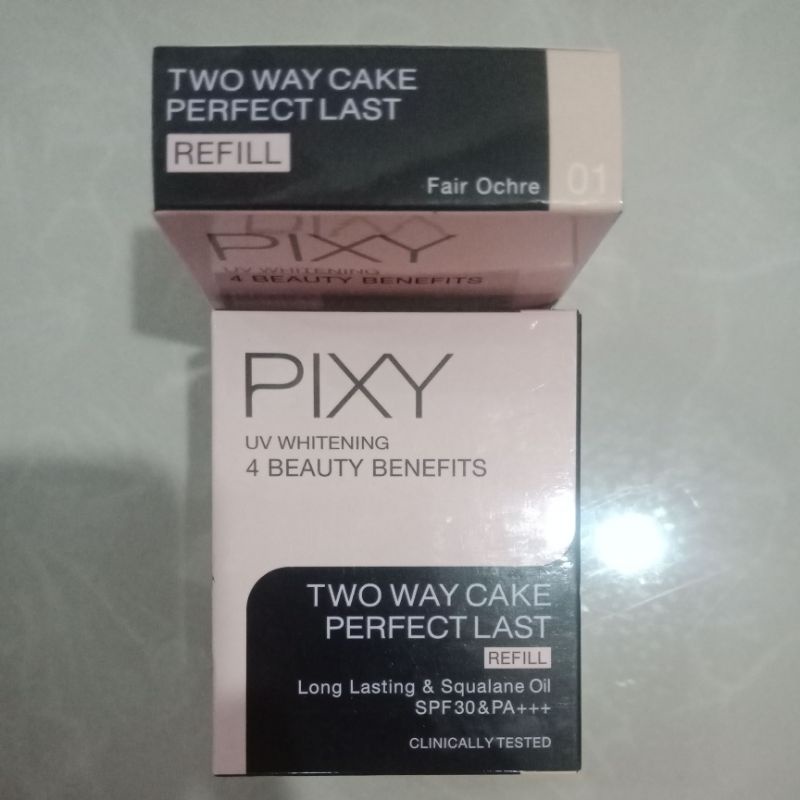 TWO WAY CAKE
PERFECT LAST
REFILL
Fair Ochre 01
PIXY
UV WHITENING
4 BEAUTY BENEFITS
PIXY
UV WHITENING
4 BEAUTY BENEFITS
TWO WAY CAKE
PERFECT LAST
REFILL
Long Lasting & Squalane Oil
SPF30&PA+++
CLINICALLY TESTED